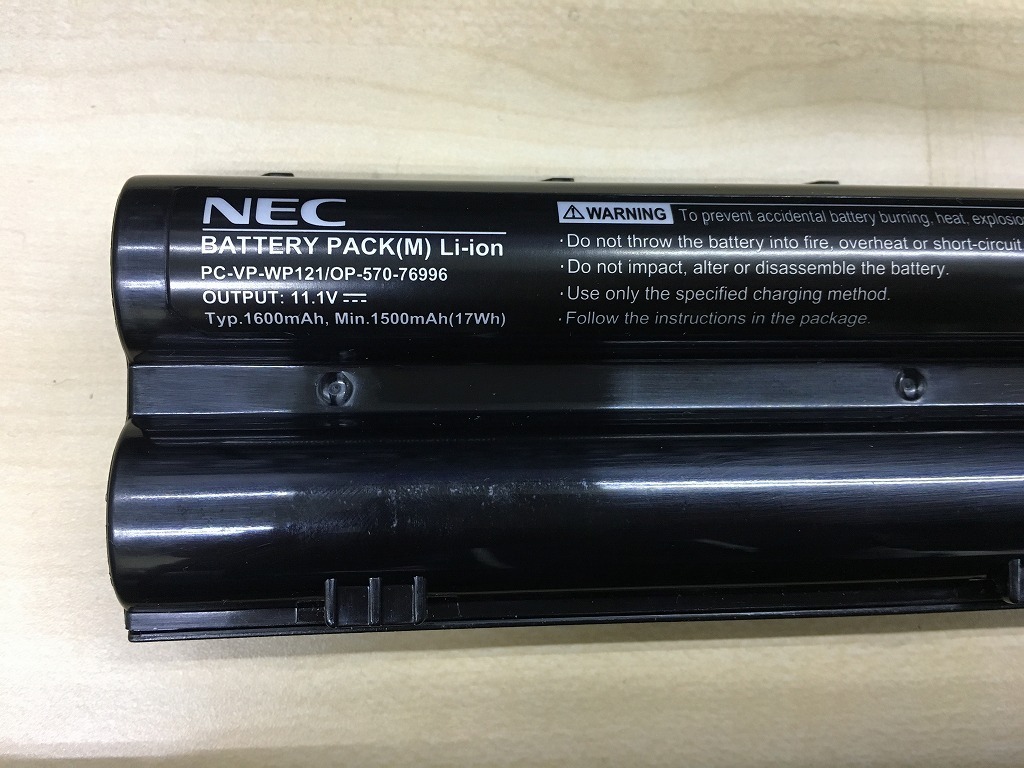 NEC
BATTERY PACK(M) Li-ion
PC-VP-WP121/OP-570-76996
OUTPUT: 11.1V ⎓
Typ.1600mAh, Min.1500mAh(17Wh)
⚠WARNING To prevent accidental battery burning, heat, explosion
·Do not throw the battery into fire, overheat or short-circuit
·Do not impact, alter or disassemble the battery.
·Use only the specified charging method.
·Follow the instructions in the package.